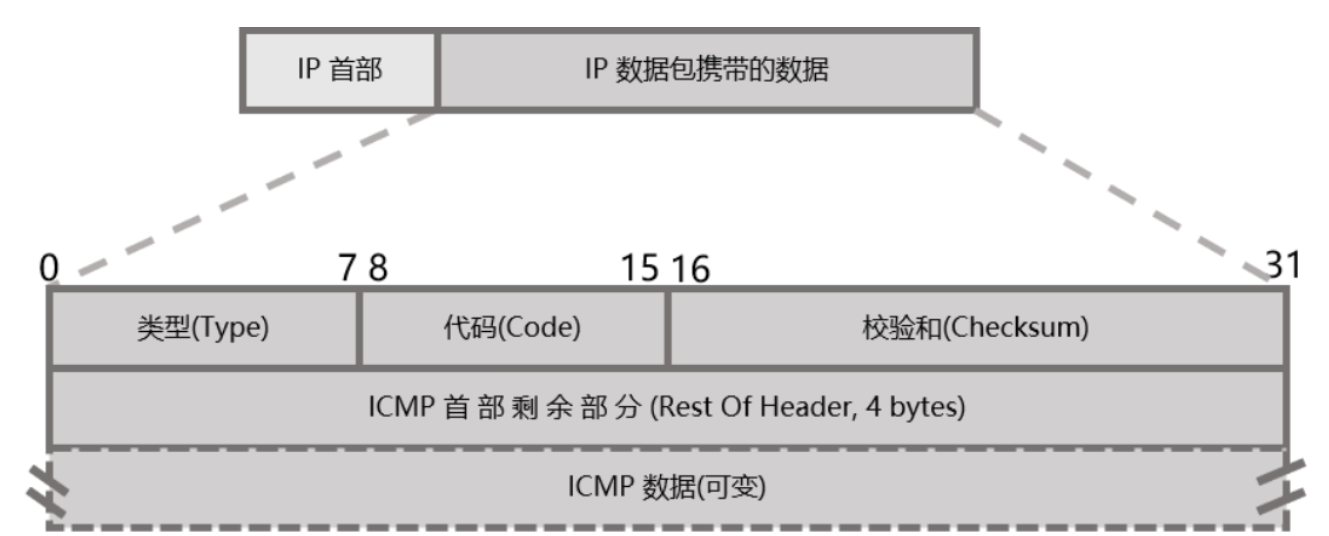 IP 首部 IP 数据包携带的数据
0 7 8 15 16 31
类型(Type) 代码(Code) 校验和(Checksum)
ICMP 首 部 剩 余 部 分 (Rest Of Header, 4 bytes)
ICMP 数据(可变)